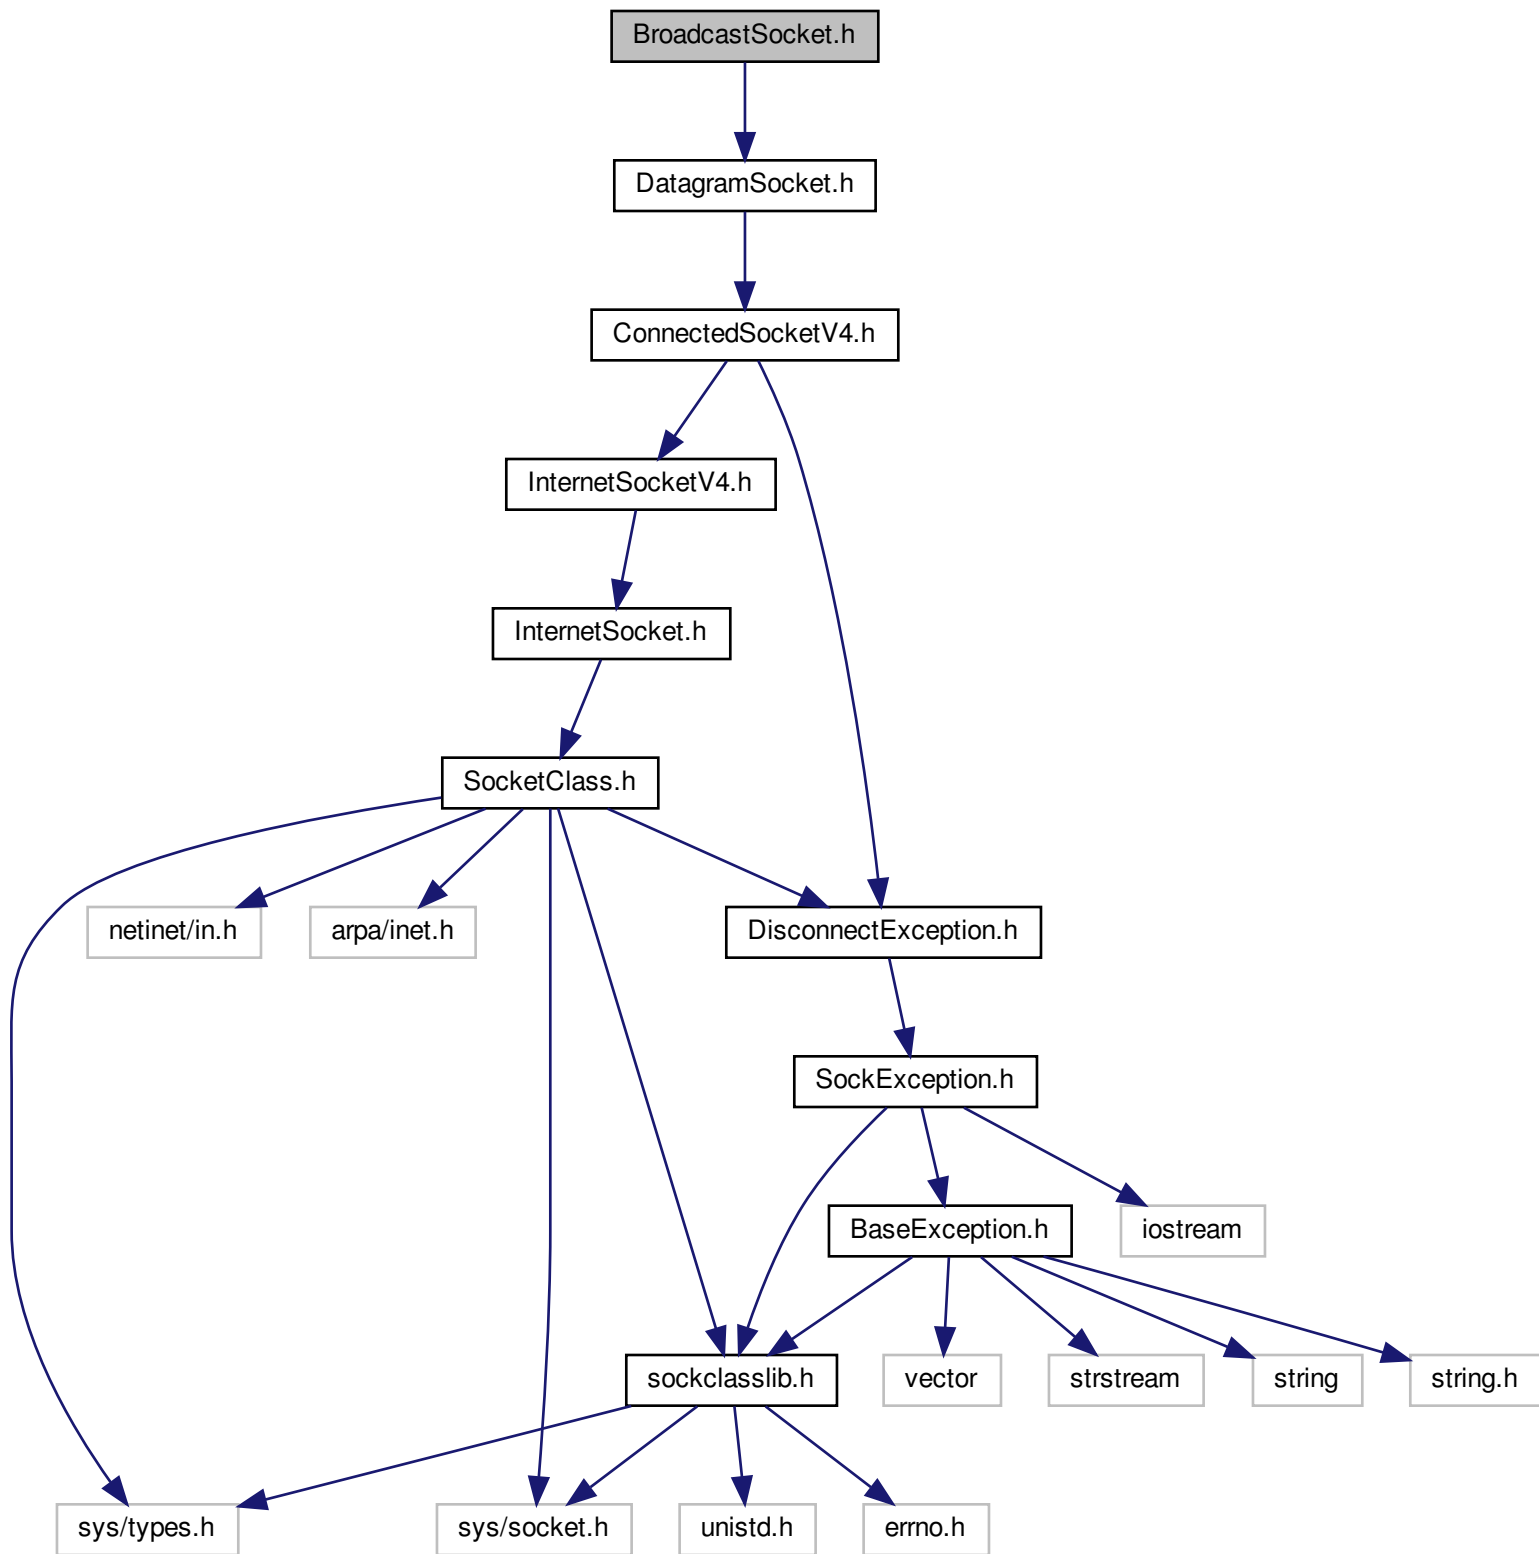 BroadcastSocket.h
DatagramSocket.h
ConnectedSocketV4.h
InternetSocketV4.h
InternetSocket.h
SocketClass.h
netinet/in.h
arpa/inet.h
DisconnectException.h
SockException.h
BaseException.h
iostream
sockclasslib.h
vector
strstream
string
string.h
sys/types.h
sys/socket.h
unistd.h
errno.h